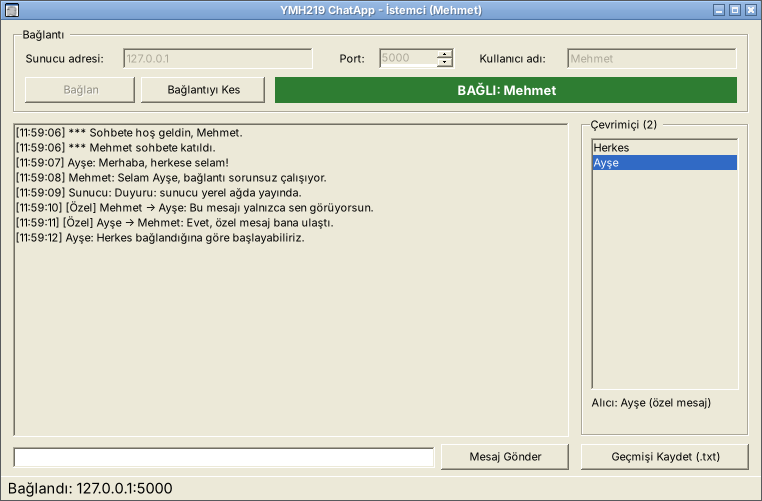 YMH219 ChatApp - İstemci (Mehmet)
Bağlantı
Sunucu adresi: 127.0.0.1 Port: 5000 Kullanıcı adı: Mehmet
Bağlan Bağlantıyı Kes BAĞLI: Mehmet
[11:59:06] *** Sohbete hoş geldin, Mehmet.
[11:59:06] *** Mehmet sohbete katıldı.
[11:59:07] Ayşe: Merhaba, herkese selam!
[11:59:08] Mehmet: Selam Ayşe, bağlantı sorunsuz çalışıyor.
[11:59:09] Sunucu: Duyuru: sunucu yerel ağda yayında.
[11:59:10] [Özel] Mehmet → Ayşe: Bu mesajı yalnızca sen görüyorsun.
[11:59:11] [Özel] Ayşe → Mehmet: Evet, özel mesaj bana ulaştı.
[11:59:12] Ayşe: Herkes bağlandığına göre başlayabiliriz.
Çevrimiçi (2)
Herkes
Ayşe
Alıcı: Ayşe (özel mesaj)
Mesaj Gönder Geçmişi Kaydet (.txt)
Bağlandı: 127.0.0.1:5000